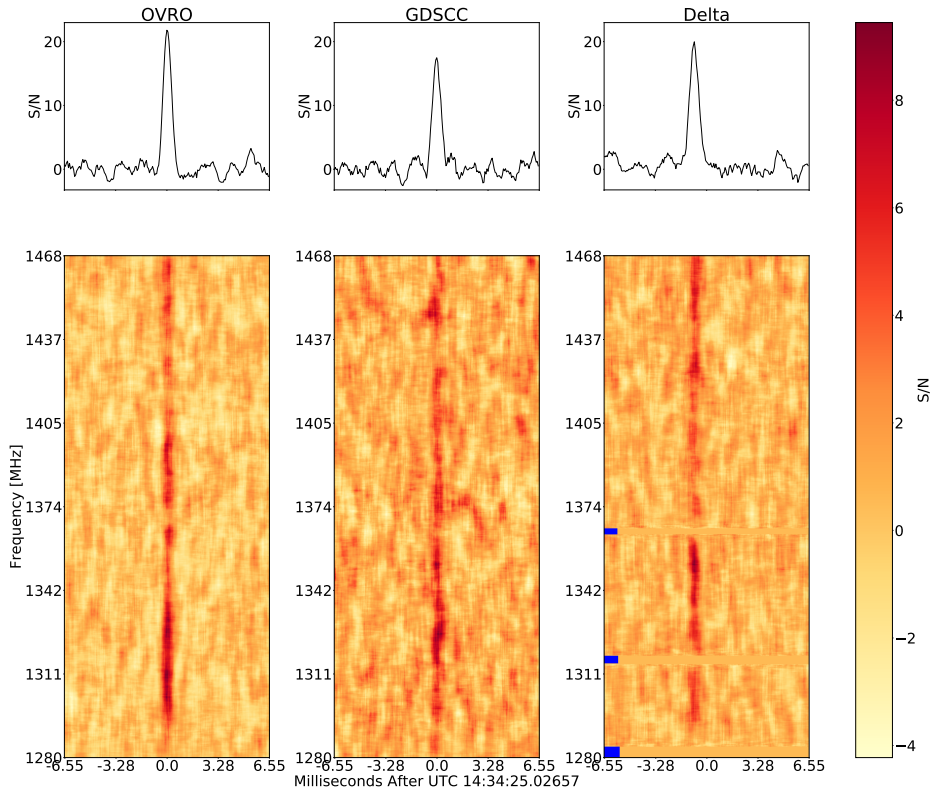 OVRO GDSCC Delta
S/N S/N S/N
20 20 20
10 10 10
0 0 0
8
6
4
2
0
−2
−4
S/N
Frequency [MHz]
1468 1468 1468
1437 1437 1437
1405 1405 1405
1374 1374 1374
1342 1342 1342
1311 1311 1311
1280 1280 1280
-6.55 -3.28 0.0 3.28 6.55 -6.55 -3.28 0.0 3.28 6.55 -6.55 -3.28 0.0 3.28 6.55
Milliseconds After UTC 14:34:25.02657